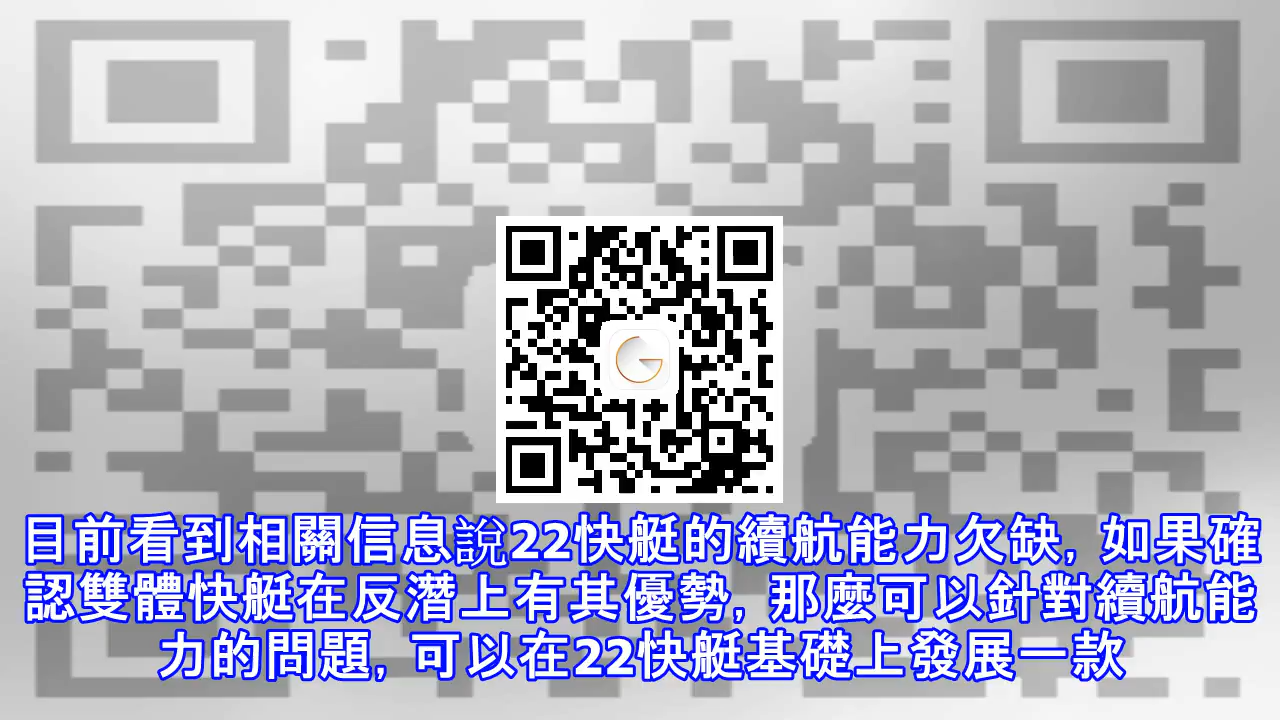 目前看到相關信息說22快艇的續航能力欠缺, 如果確
認雙體快艇在反潛上有其優勢, 那麼可以針對續航能
力的問題, 可以在22快艇基礎上發展一款